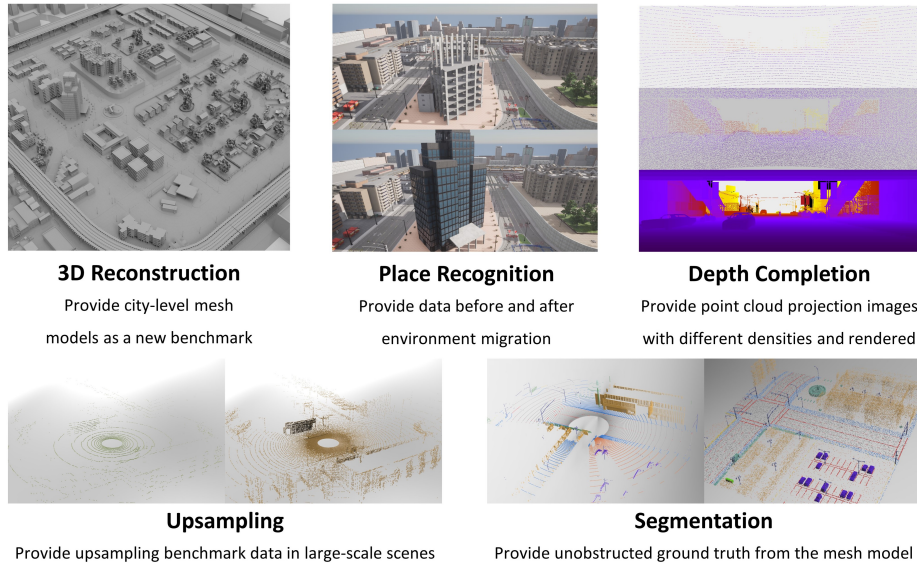 3D Reconstruction
Provide city-level mesh
models as a new benchmark
Place Recognition
Provide data before and after
environment migration
Depth Completion
Provide point cloud projection images
with different densities and rendered
Upsampling
Provide upsampling benchmark data in large-scale scenes
Segmentation
Provide unobstructed ground truth from the mesh model